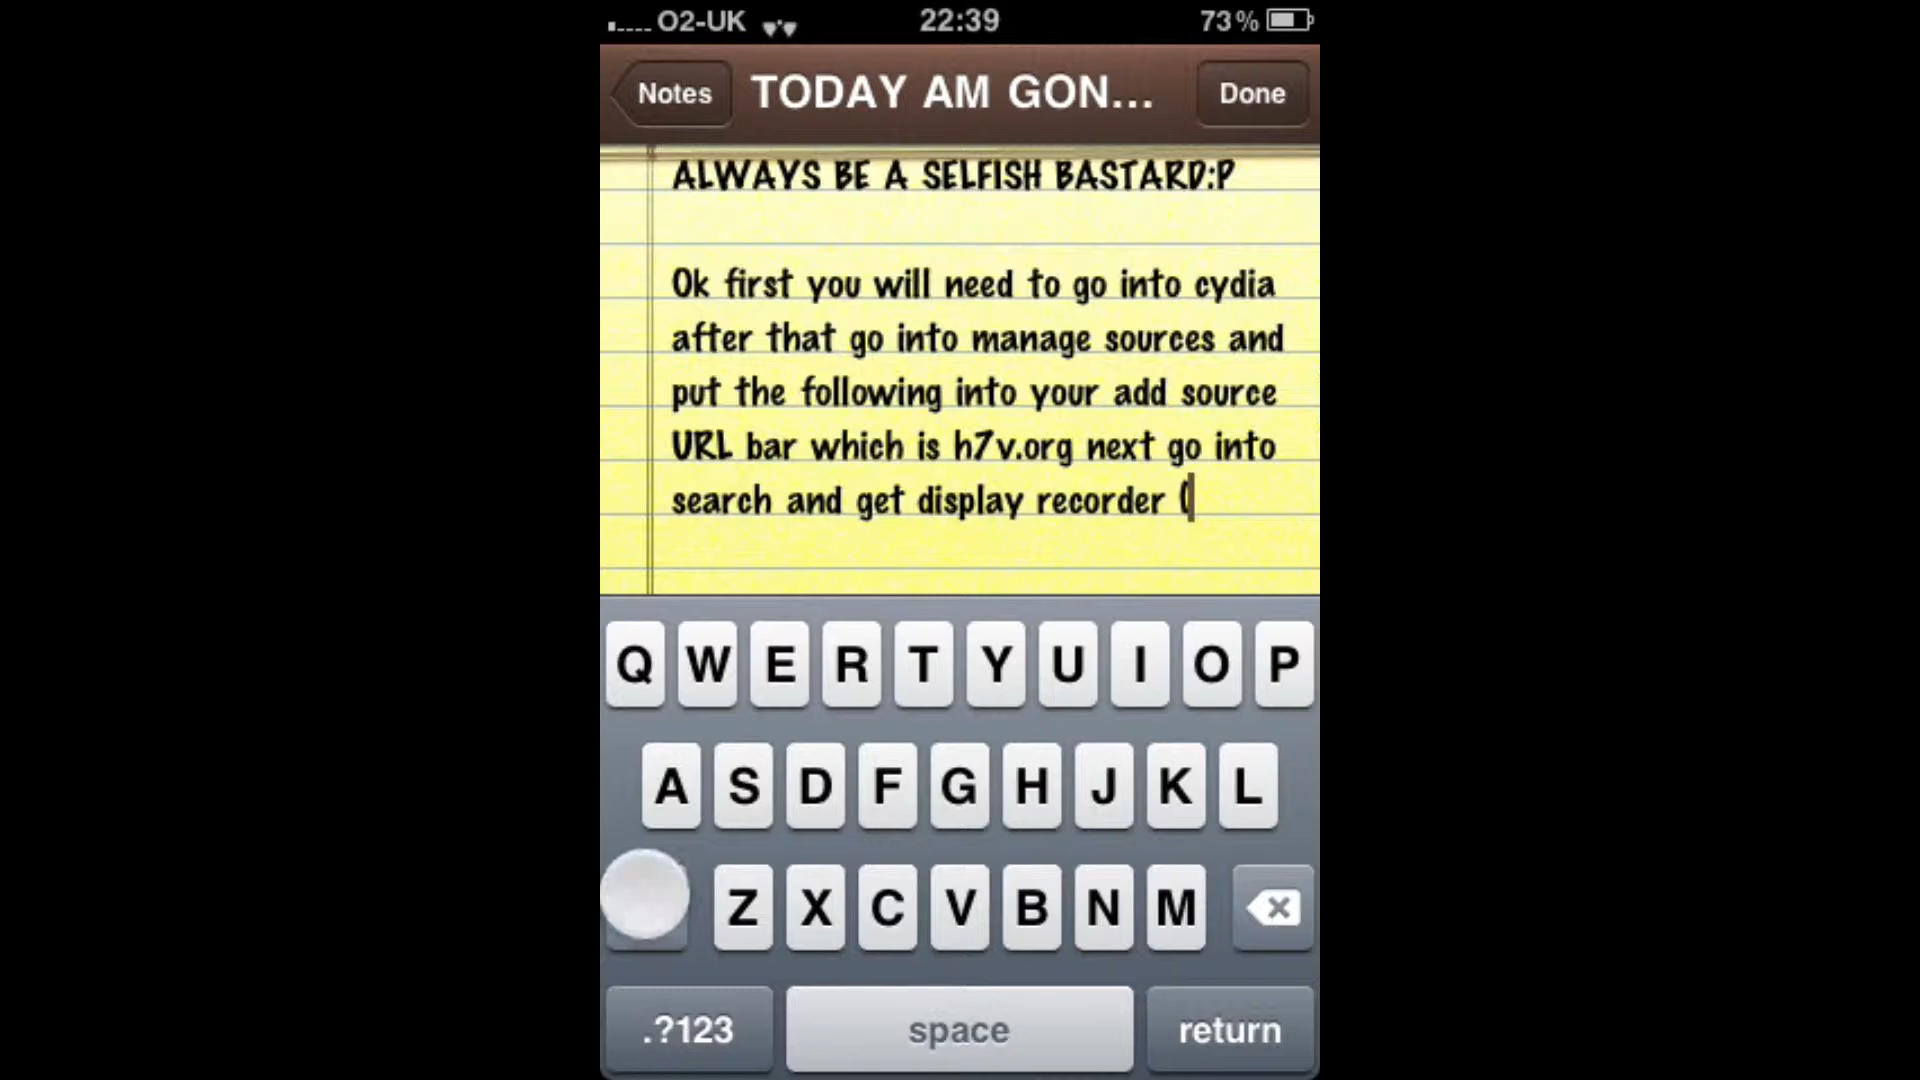 O2-UK 22:39 73%
Notes TODAY AM GON... Done
ALWAYS BE A SELFISH BASTARD:P
Ok first you will need to go into cydia
after that go into manage sources and
put the following into your add source
URL bar which is h7v.org next go into
search and get display recorder (
Q W E R T Y U I O P
A S D F G H J K L
Z X C V B N M
.?123 space return